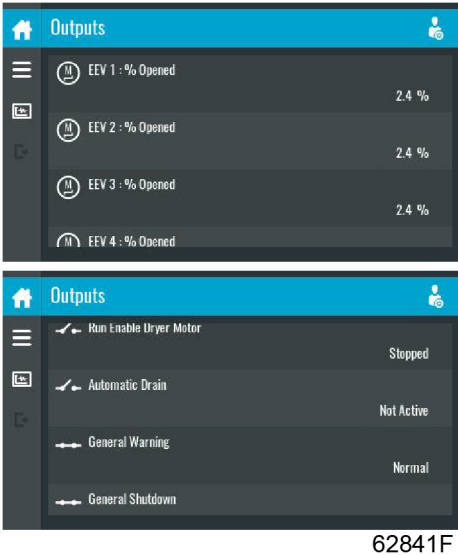 Outputs
EEV 1 : % Opened
2.4 %
EEV 2 : % Opened
2.4 %
EEV 3 : % Opened
2.4 %
EEV 4 : % Opened
Outputs
Run Enable Dryer Motor
Stopped
Automatic Drain
Not Active
General Warning
Normal
General Shutdown
62841F